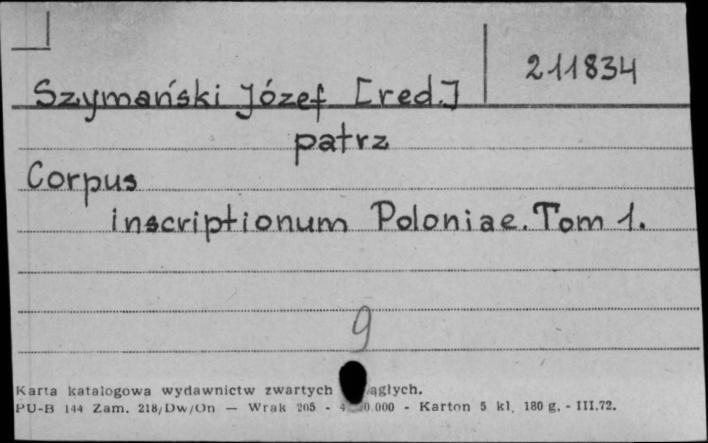 211834
Szymański Józef [red.]
patrz
Corpus
inscriptionum Poloniae. Tom 1.
9
Karta katalogowa wydawnictw zwartych
PU-B 144 Zam. 218/Dw/On — Wrak 205 - - Karton 5 kl. 180 g. - III.72.